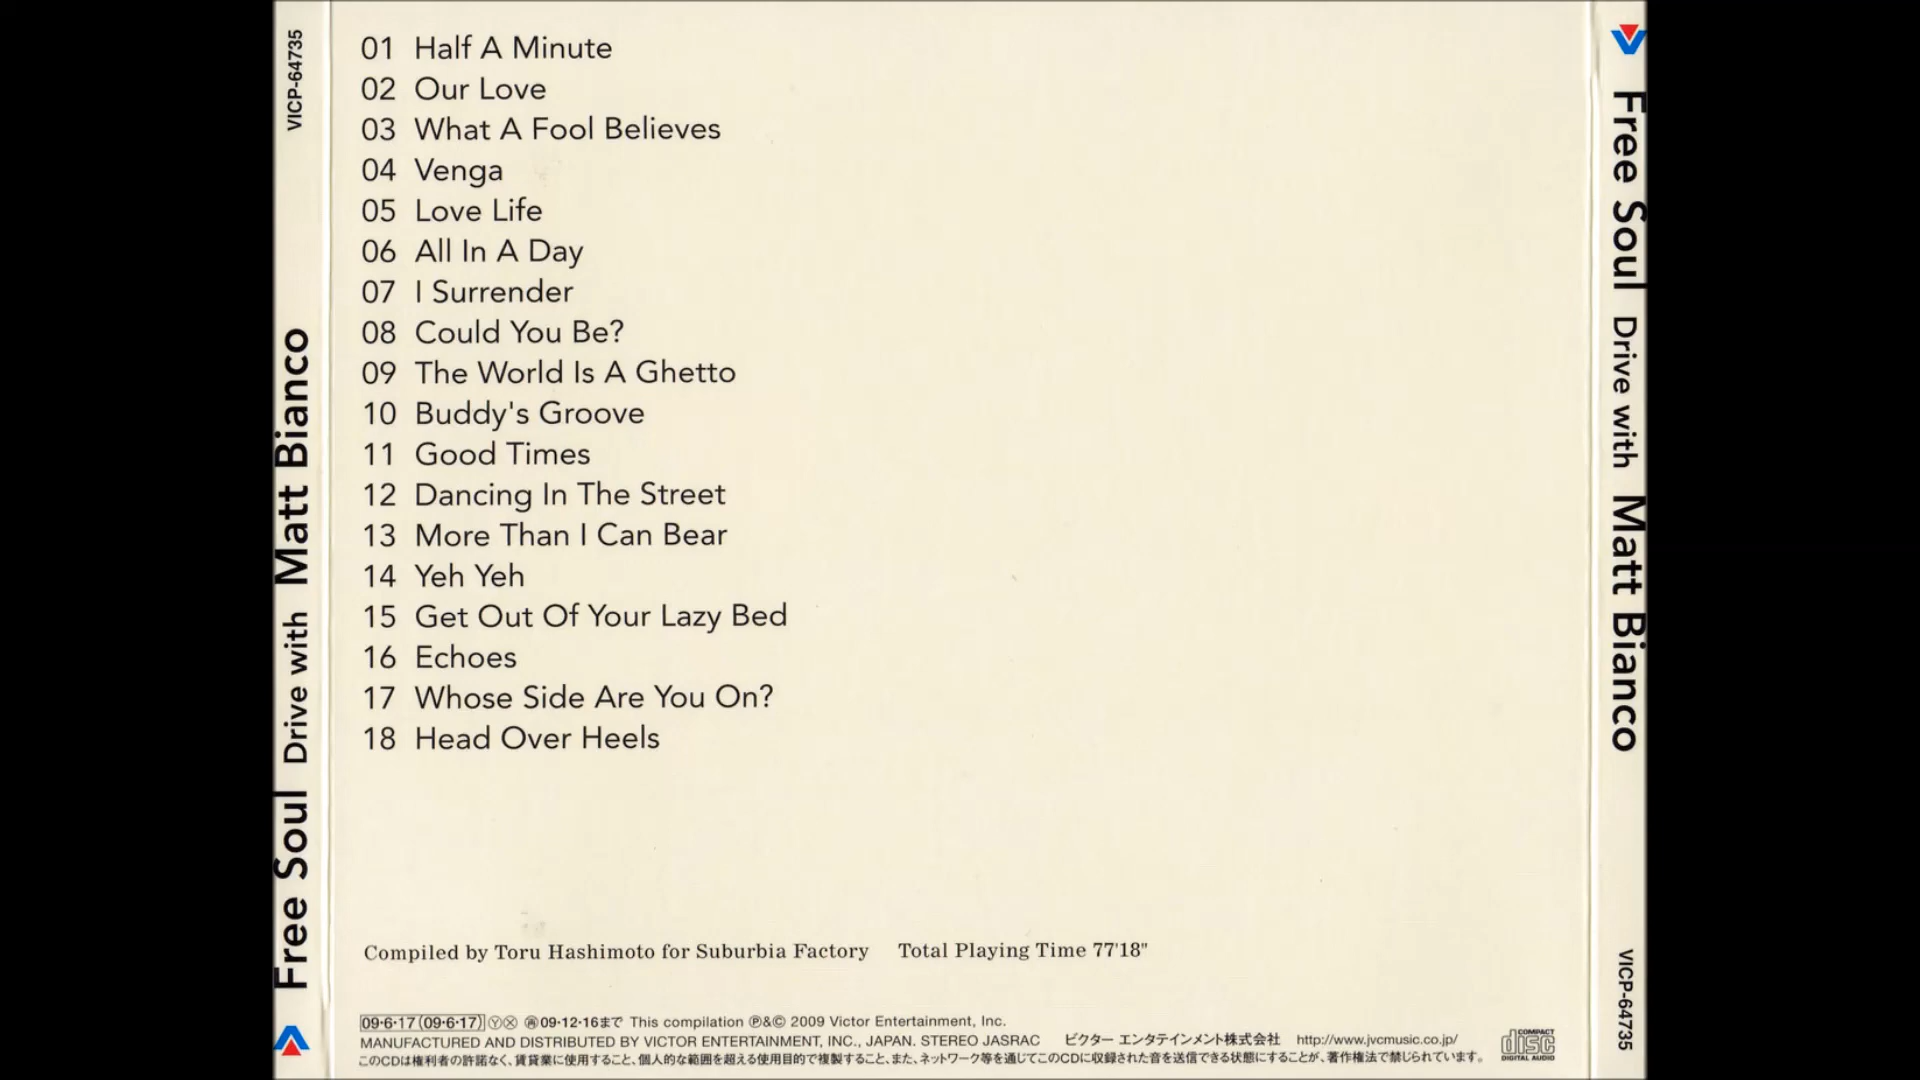 VICP-64735
Free Soul Drive with Matt Bianco
01 Half A Minute
02 Our Love
03 What A Fool Believes
04 Venga
05 Love Life
06 All In A Day
07 I Surrender
08 Could You Be?
09 The World Is A Ghetto
10 Buddy's Groove
11 Good Times
12 Dancing In The Street
13 More Than I Can Bear
14 Yeh Yeh
15 Get Out Of Your Lazy Bed
16 Echoes
17 Whose Side Are You On?
18 Head Over Heels
Compiled by Toru Hashimoto for Suburbia Factory Total Playing Time 77'18"
09·6·17(09·6·17) Ⓨ Ⓧ ㊢09·12·16まで This compilation Ⓟ&© 2009 Victor Entertainment, Inc.
MANUFACTURED AND DISTRIBUTED BY VICTOR ENTERTAINMENT, INC., JAPAN. STEREO JASRAC ビクター エンタテインメント株式会社 http://www.jvcmusic.co.jp/
このCDは権利者の許諾なく、賃貸業に使用すること、個人的な範囲を超える使用目的で複製すること、また、ネットワーク等を通じてこのCDに収録された音を送信できる状態にすることが、著作権法で禁じられています。
COMPACT
disc
DIGITAL AUDIO
Free Soul Drive with Matt Bianco
VICP-64735